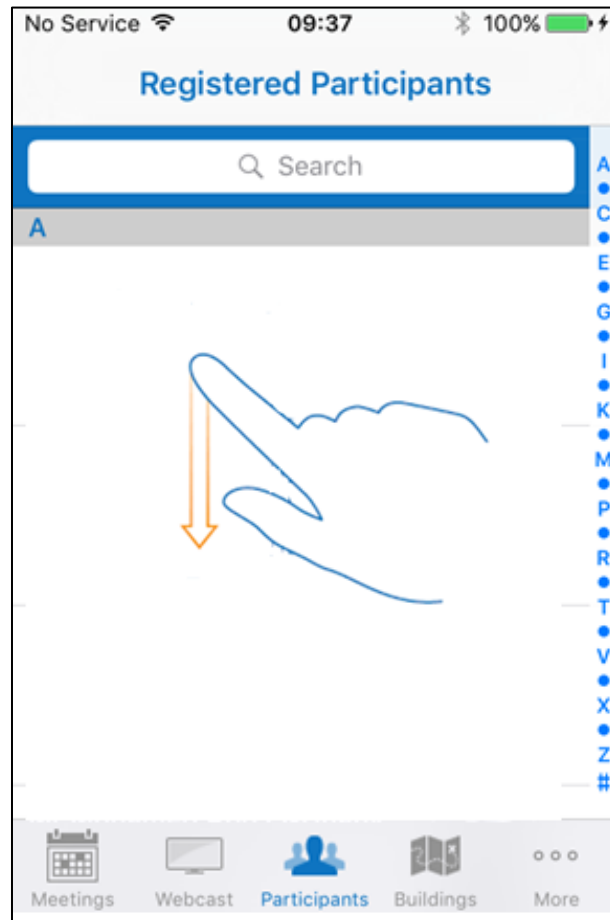 No Service 09:37 100%
Registered Participants
Search
A
A
C
E
G
I
K
M
P
R
T
V
X
Z
#
Meetings Webcast Participants Buildings More